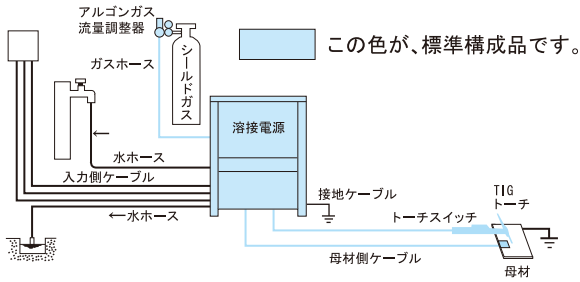 アルゴンガス
流量調整器
この色が、標準構成品です。
ガスホース
シールドガス
溶接電源
水ホース
入力側ケーブル
接地ケーブル
←水ホース
TIG
トーチ
トーチスイッチ
母材側ケーブル
母材